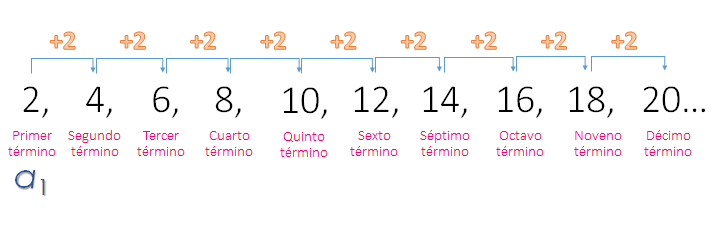 +2 +2 +2 +2 +2 +2 +2 +2 +2
2, 4, 6, 8, 10, 12, 14, 16, 18, 20...
Primer término Segundo término Tercer término Cuarto término Quinto término Sexto término Séptimo término Octavo término Noveno término Décimo término
a1